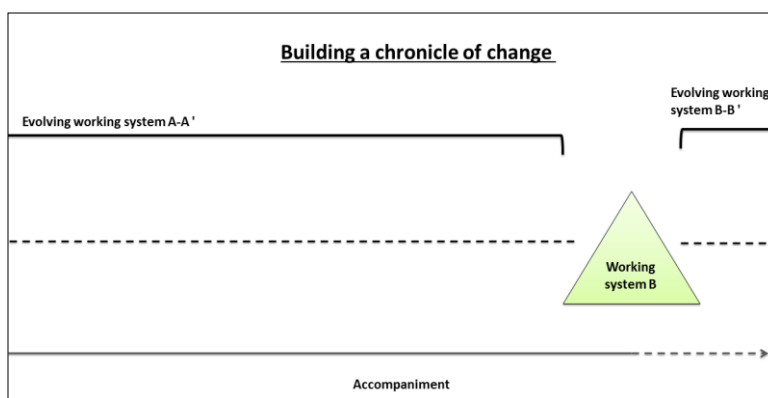 Building a chronicle of change
Evolving working
system B-B '
Evolving working system A-A '
Working
system B
Accompaniment